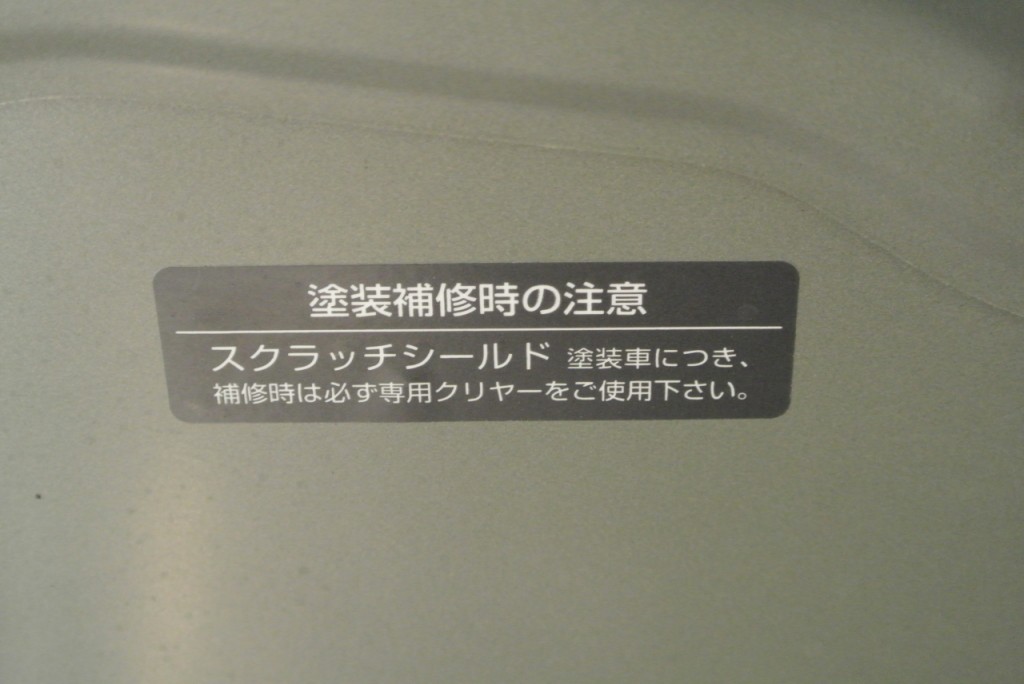 塗装補修時の注意
スクラッチシールド 塗装車につき、
補修時は必ず専用クリヤーをご使用下さい。